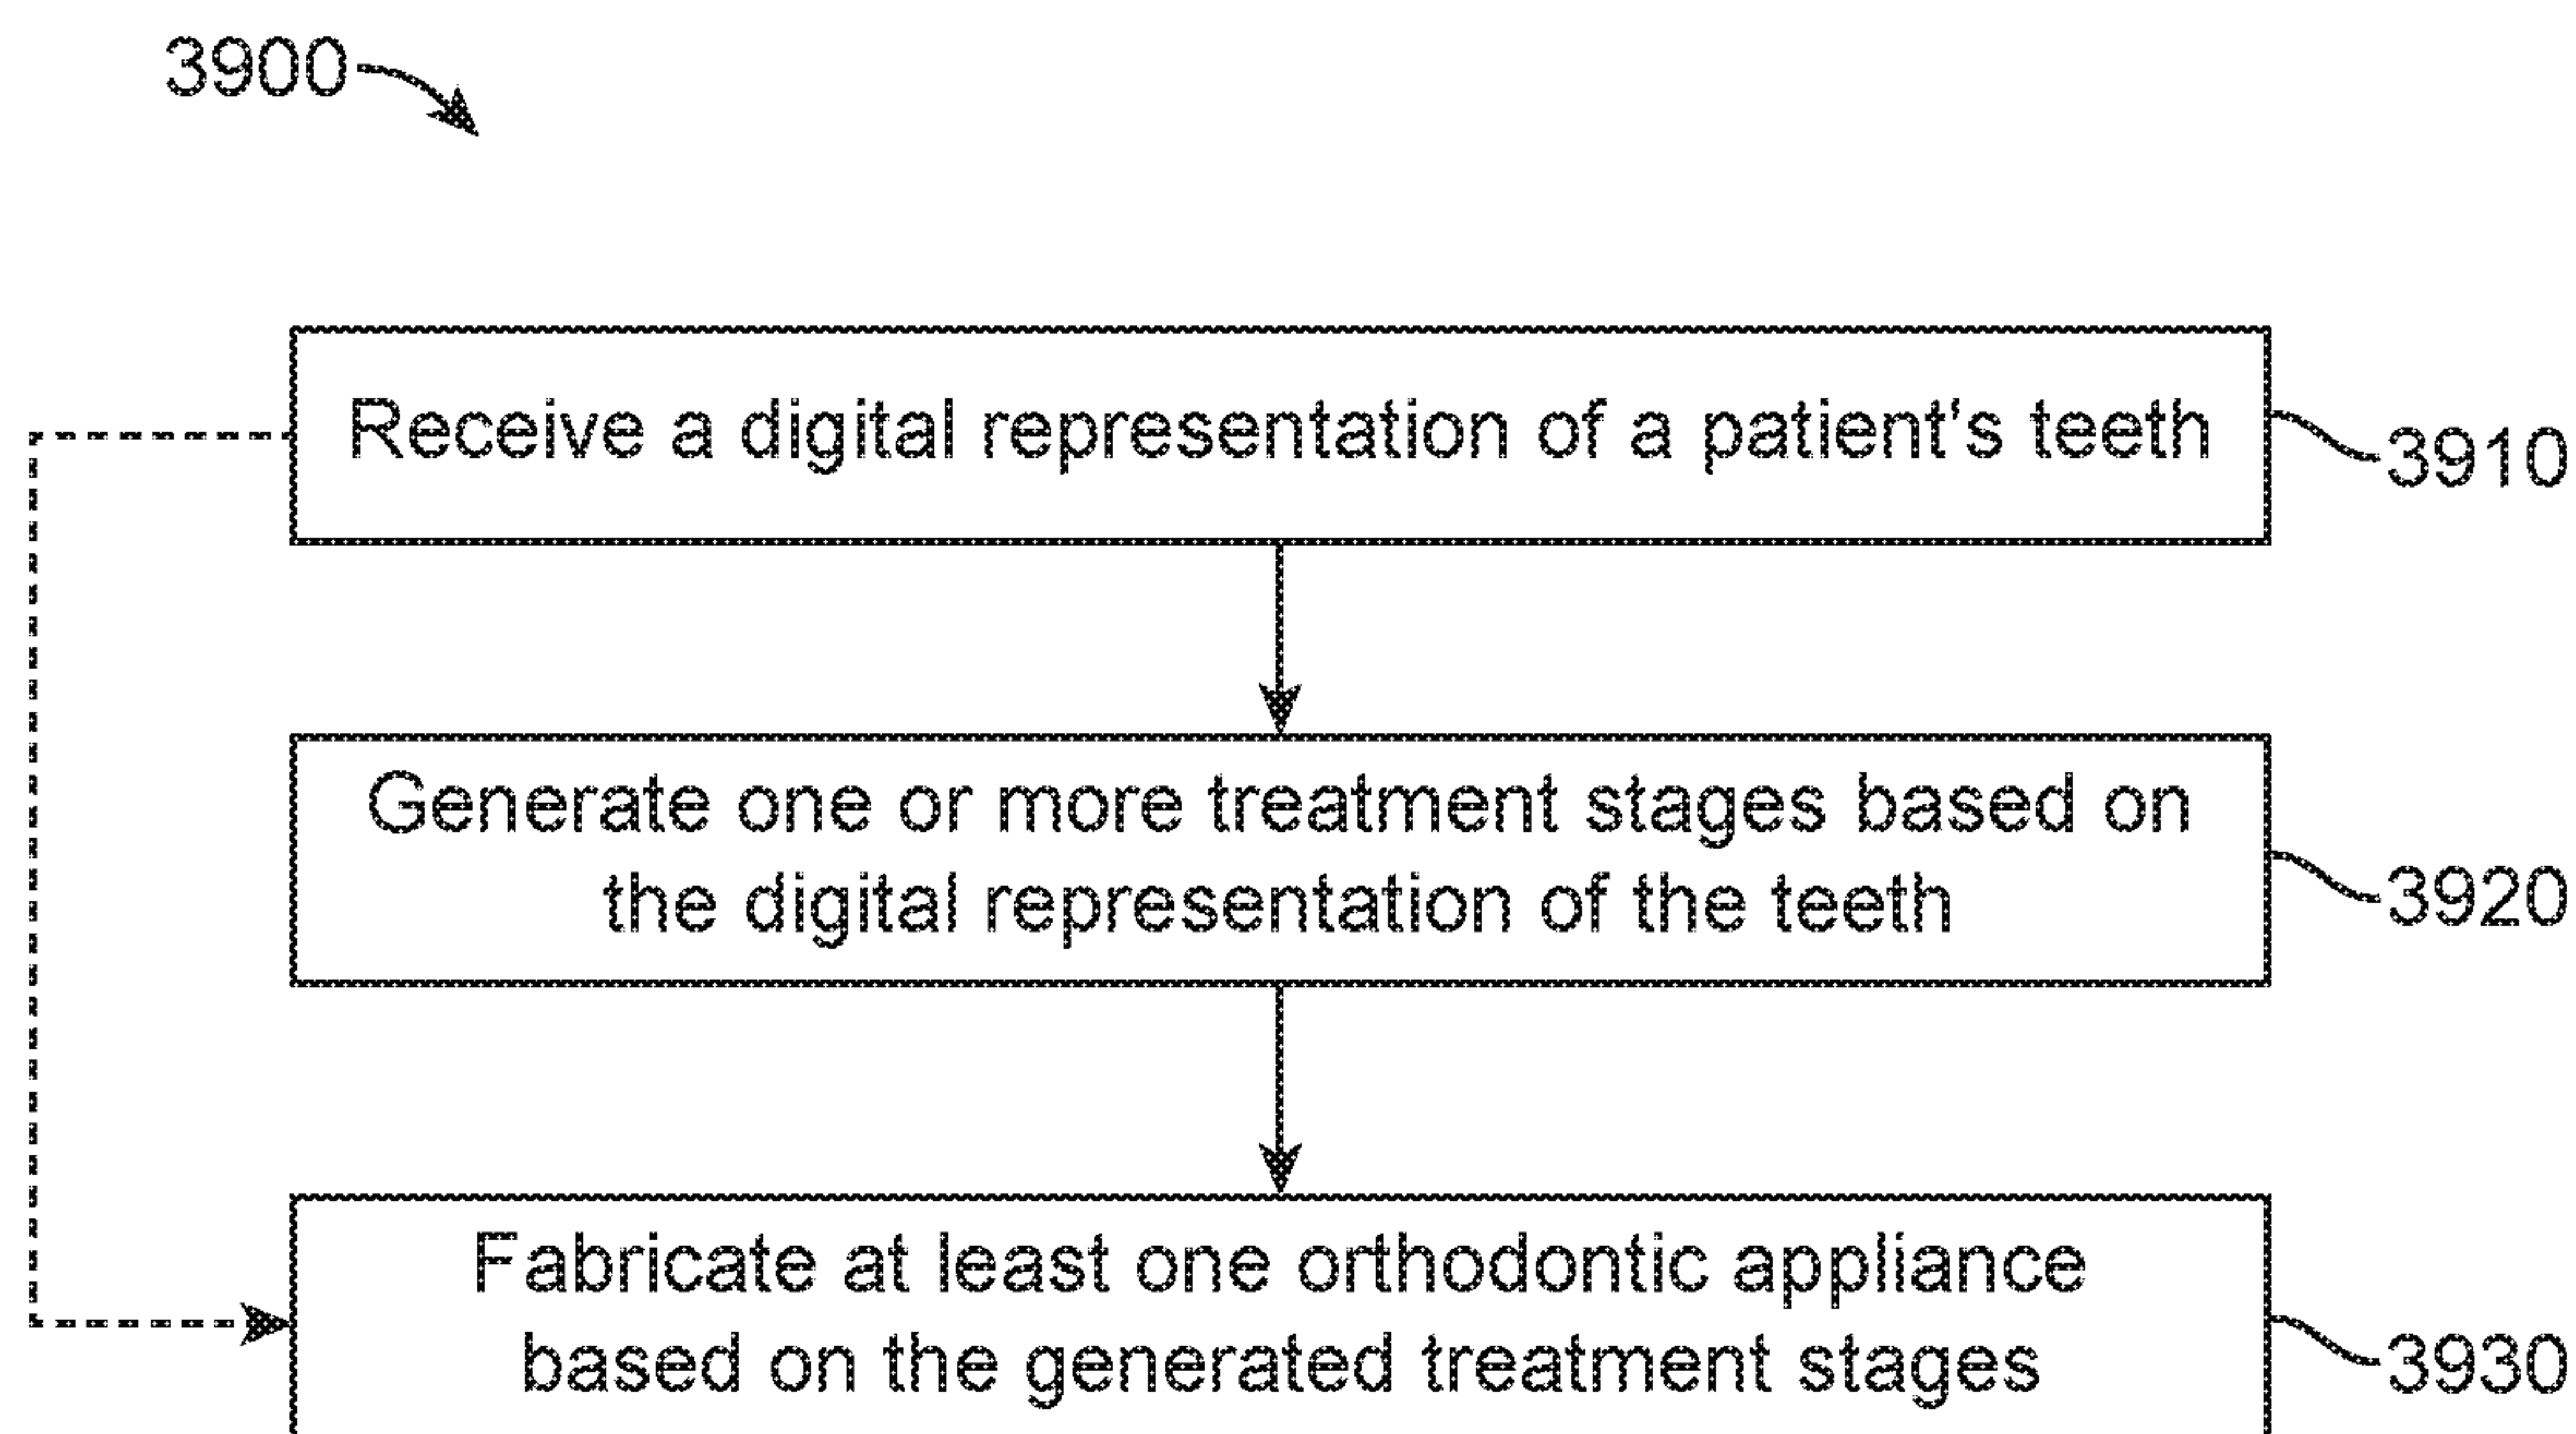 3900
Receive a digital representation of a patient's teeth
3910
Generate one or more treatment stages based on
the digital representation of the teeth
3920
Fabricate at least one orthodontic appliance
based on the generated treatment stages
3930